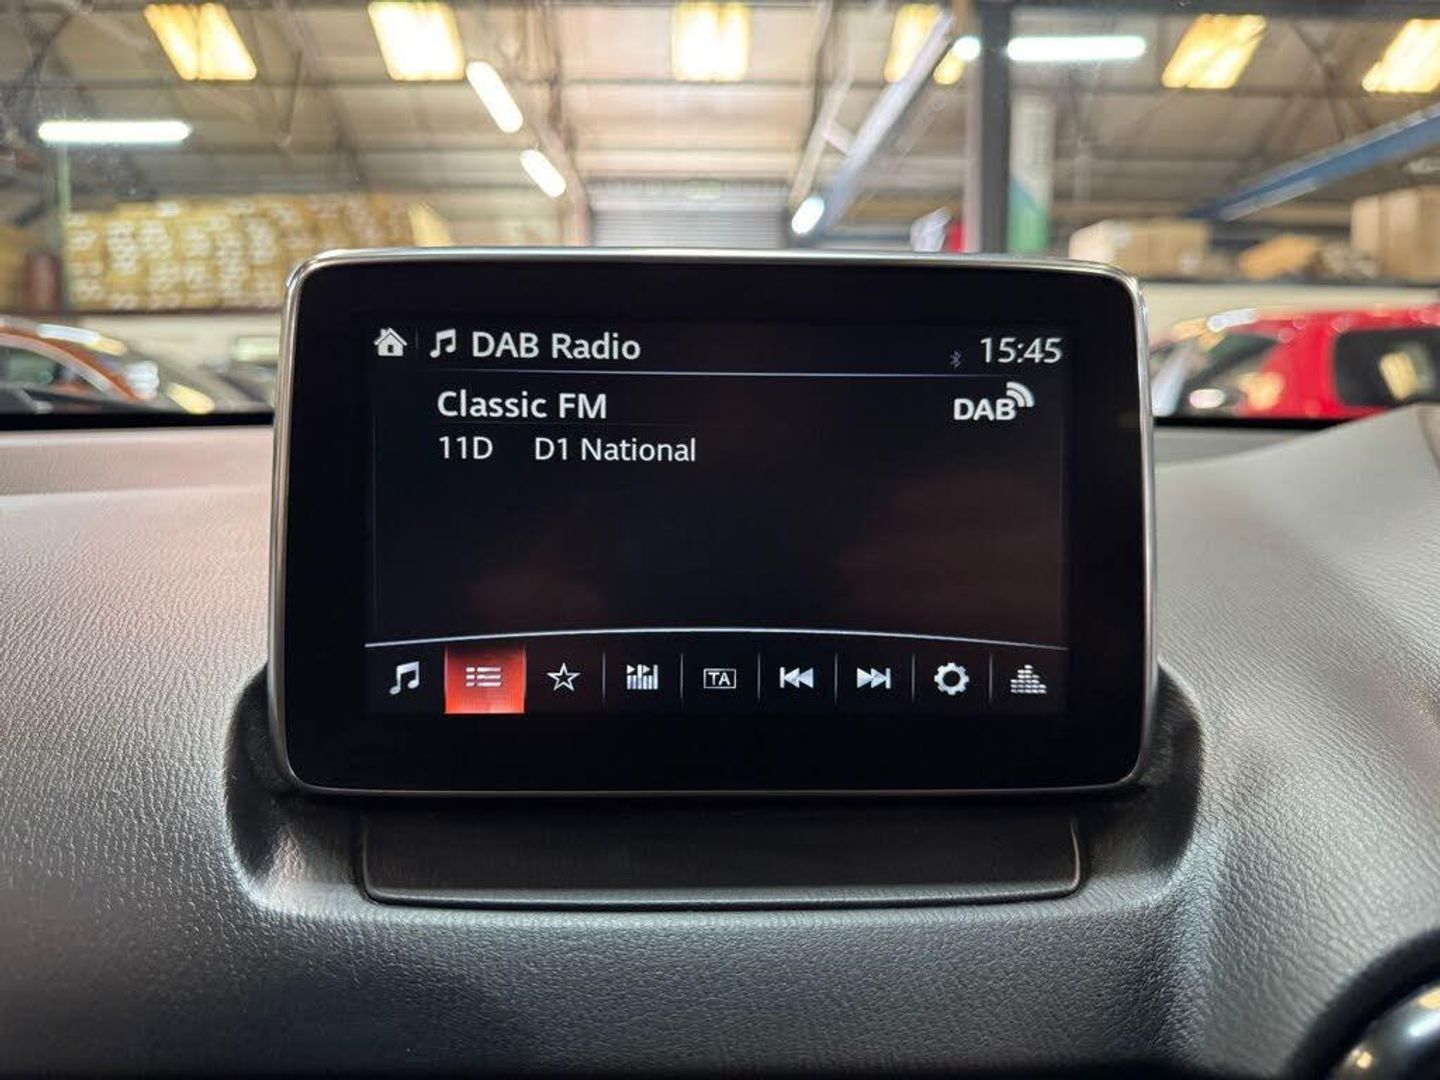 DAB Radio 15:45
Classic FM DAB
11D D1 National
TA